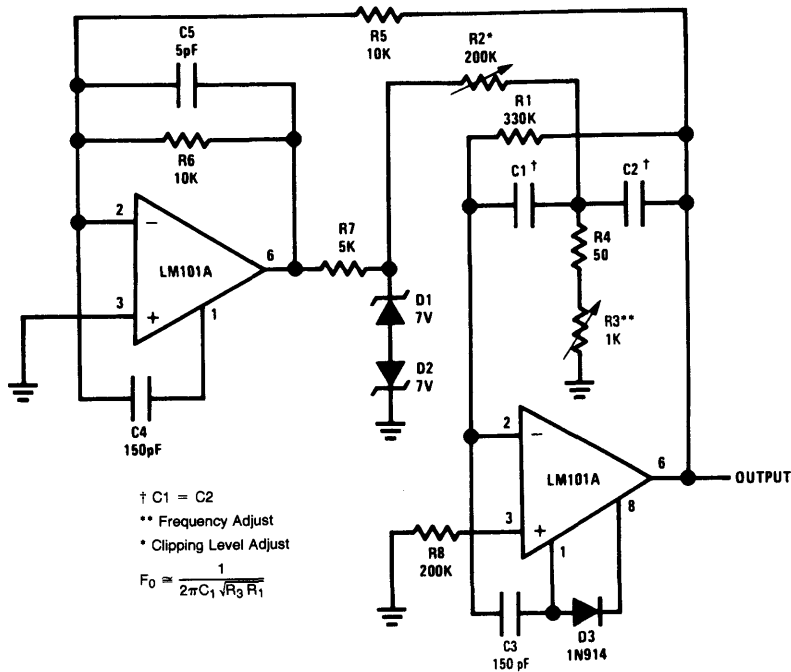 R5
10K
C5
5pF
R2*
200K
R1
330K
R6
10K
C1 †
C2 †
2
−
LM101A
6
3
+
1
R7
5K
R4
50
D1
7V
R3**
1K
D2
7V
C4
150pF
2
−
LM101A
6
OUTPUT
3
+
8
1
R8
200K
† C1 = C2
** Frequency Adjust
* Clipping Level Adjust
F₀ ≅ 1 / 2πC₁ √R₃ R₁
C3
150 pF
D3
1N914